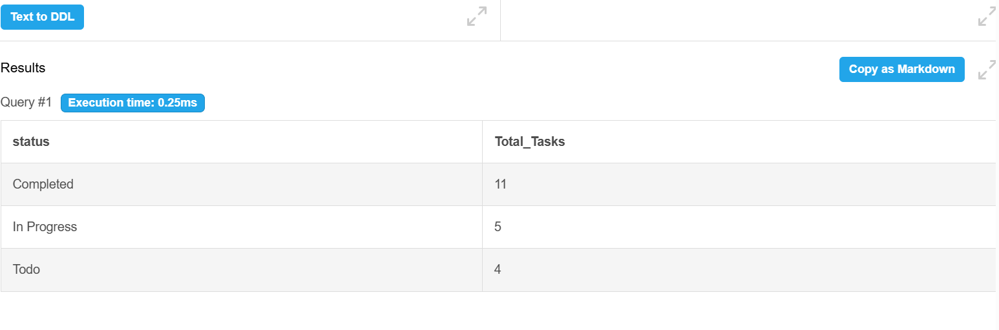 Text to DDL
Results
Copy as Markdown
Query #1 Execution time: 0.25ms
status Total_Tasks
Completed 11
In Progress 5
Todo 4